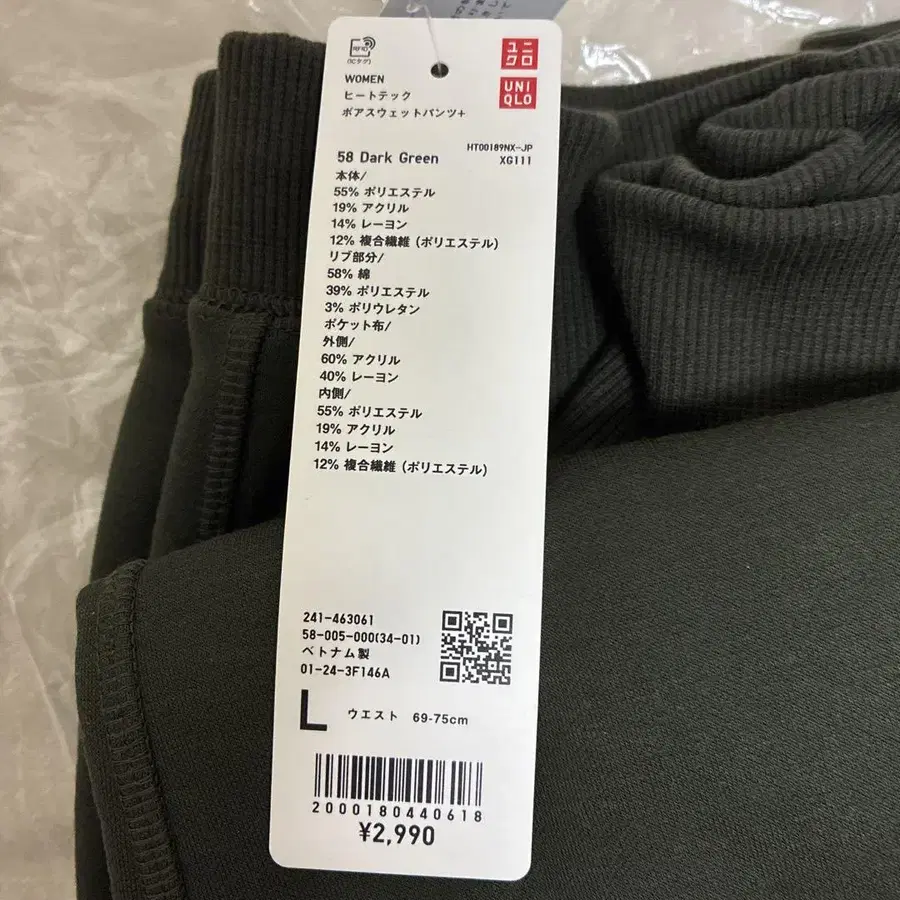 RFID
(ICタグ)
ユニ
クロ
UNI
QLO
WOMEN
ヒートテック
ボアスウェットパンツ+
HT00189NX-JP
58 Dark Green
XG111
本体/
55% ポリエステル
19% アクリル
14% レーヨン
12% 複合繊維 (ポリエステル)
リブ部分/
58% 綿
39% ポリエステル
3% ポリウレタン
ポケット布/
外側/
60% アクリル
40% レーヨン
内側/
55% ポリエステル
19% アクリル
14% レーヨン
12% 複合繊維 (ポリエステル)
241-463061
58-005-000(34-01)
ベトナム製
01-24-3F146A
L ウエスト 69-75cm
2000180440618
¥2,990